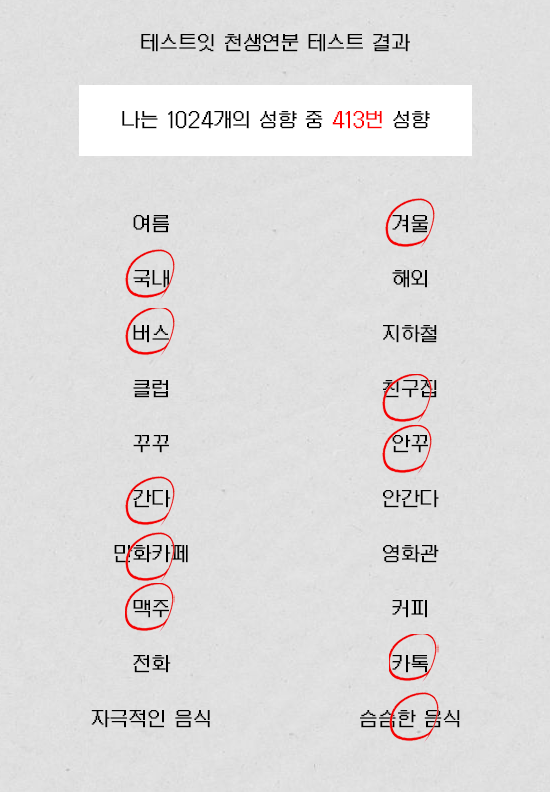 테스트잇 천생연분 테스트 결과
나는 1024개의 성향 중 413번 성향
여름 겨울
국내 해외
버스 지하철
클럽 친구집
꾸꾸 안꾸
간다 안간다
만화카페 영화관
맥주 커피
전화 카톡
자극적인 음식 슴슴한 음식